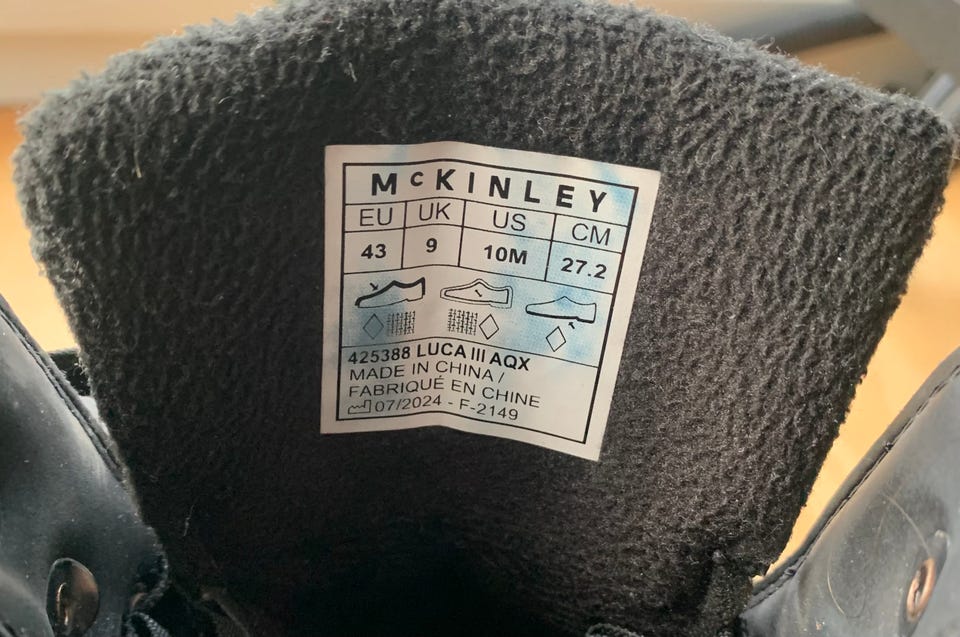 McKINLEY
EU UK US CM
43 9 10M 27.2
425388 LUCA III AQX
MADE IN CHINA /
FABRIQUÉ EN CHINE
07/2024 - F-2149